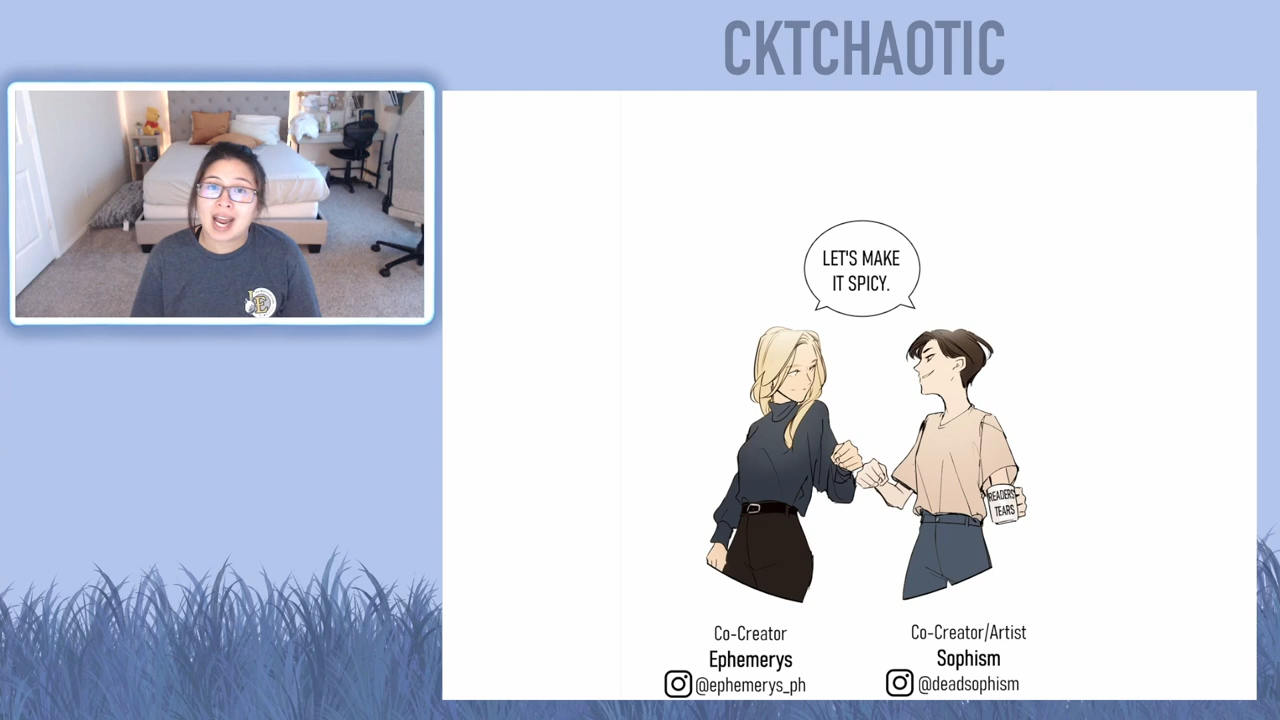 CKTCHAOTIC
LET'S MAKE
IT SPICY.
READERS
TEARS
E
Co-Creator
Ephemerys
@ephemerys_ph
Co-Creator/Artist
Sophism
@deadsophism